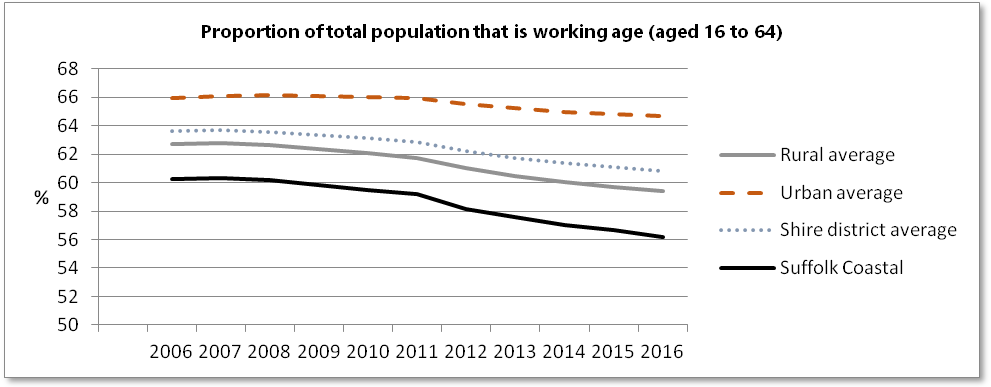 Proportion of total population that is working age (aged 16 to 64)
68
66
64
62
60
58
56
54
52
50
%
2006 2007 2008 2009 2010 2011 2012 2013 2014 2015 2016
Rural average
Urban average
Shire district average
Suffolk Coastal